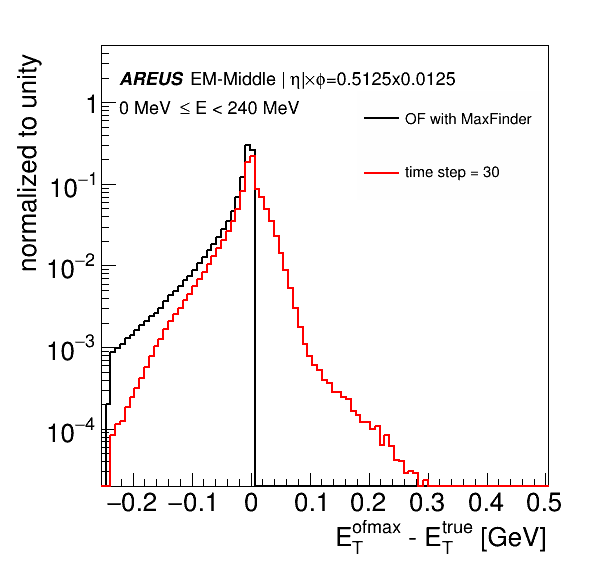 normalized to unity
AREUS EM-Middle | η|×ϕ=0.5125x0.0125
0 MeV ≤ E < 240 MeV
OF with MaxFinder
time step = 30
1
10⁻¹
10⁻²
10⁻³
10⁻⁴
−0.2 −0.1 0 0.1 0.2 0.3 0.4 0.5
E_T^ofmax - E_T^true [GeV]